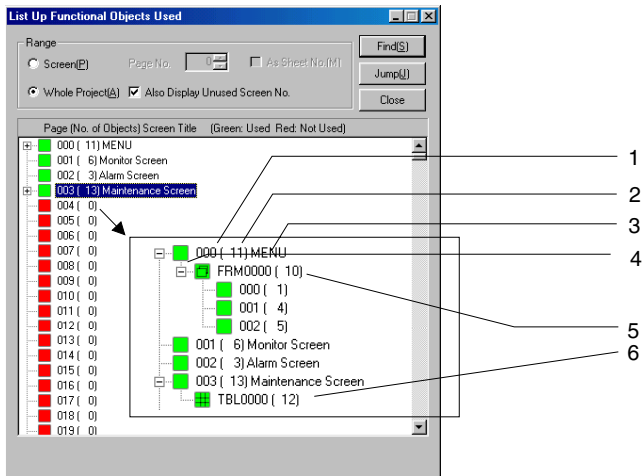 List Up Functional Objects Used
Range
Screen(P) Page No. 0 As Sheet No.(M)
Whole Project(A) Also Display Unused Screen No.
Find(S)
Jump(J)
Close
Page (No. of Objects) Screen Title (Green: Used Red: Not Used)
000 ( 11) MENU
001 ( 6) Monitor Screen
002 ( 3) Alarm Screen
003 ( 13) Maintenance Screen
004 ( 0)
005 ( 0)
006 ( 0)
007 ( 0)
008 ( 0)
009 ( 0)
010 ( 0)
011 ( 0)
012 ( 0)
013 ( 0)
014 ( 0)
015 ( 0)
016 ( 0)
017 ( 0)
018 ( 0)
019 ( 0)
000 ( 11) MENU
FRM0000 ( 10)
000 ( 1)
001 ( 4)
002 ( 5)
001 ( 6) Monitor Screen
002 ( 3) Alarm Screen
003 ( 13) Maintenance Screen
TBL0000 ( 12)
1
2
3
4
5
6